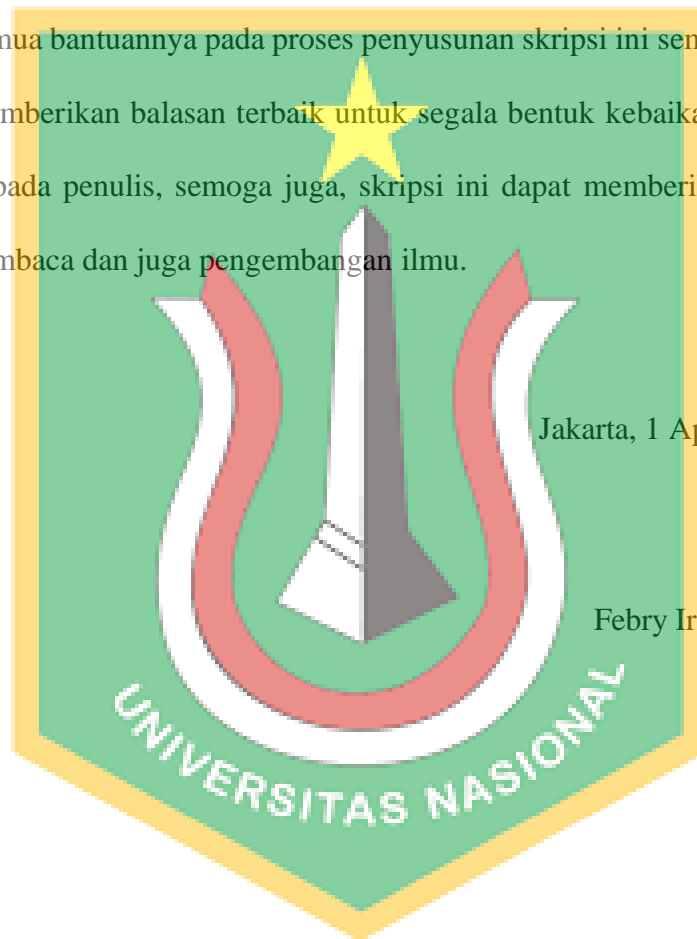 mua bantuannya pada proses penyusunan skripsi ini sem
mberikan balasan terbaik untuk segala bentuk kebaika
pada penulis, semoga juga, skripsi ini dapat memberi
mbaca dan juga pengembangan ilmu.
Jakarta, 1 Ap
Febry Ir
UNIVERSITAS NASIONAL